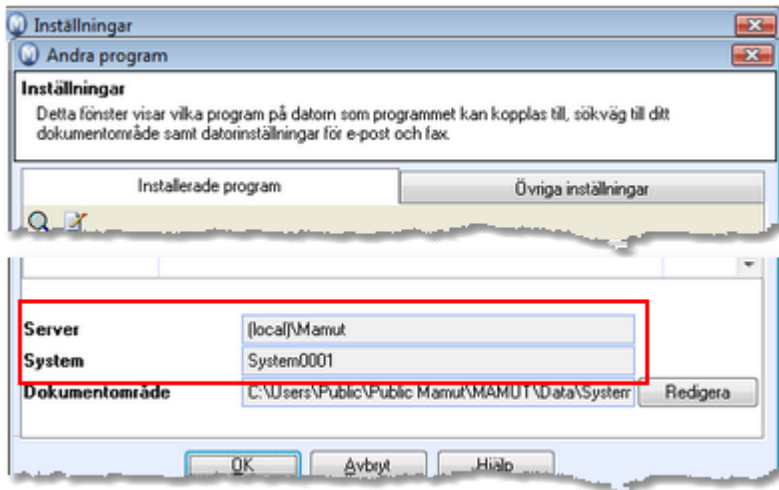 Inställningar
Andra program
Inställningar
Detta fönster visar vilka program på datorn som programmet kan kopplas till, sökväg till ditt
dokumentområde samt datorinställningar för e-post och fax.
Installerade program Övriga inställningar
Server (local)\Mamut
System System0001
Dokumentområde C:\Users\Public\Public Mamut\MAMUT\Data\System Redigera
OK Avbryt Hjälp